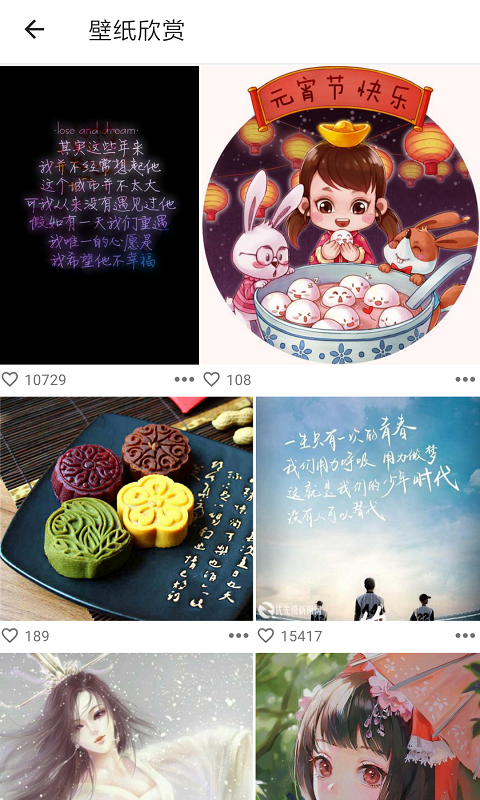 壁纸欣赏
·lose and dream·
其实这些年来
我并不经常想起他
这个城市并不太大
可我从来没有遇见过他
假如有一天我们重遇
我唯一的心愿是
我希望他不幸福
元宵节快乐
10729
108
一生只有一次的青春
我们用力呼吸 用力做梦
这就是我们的少年时代
没有人可以替代
189
15417